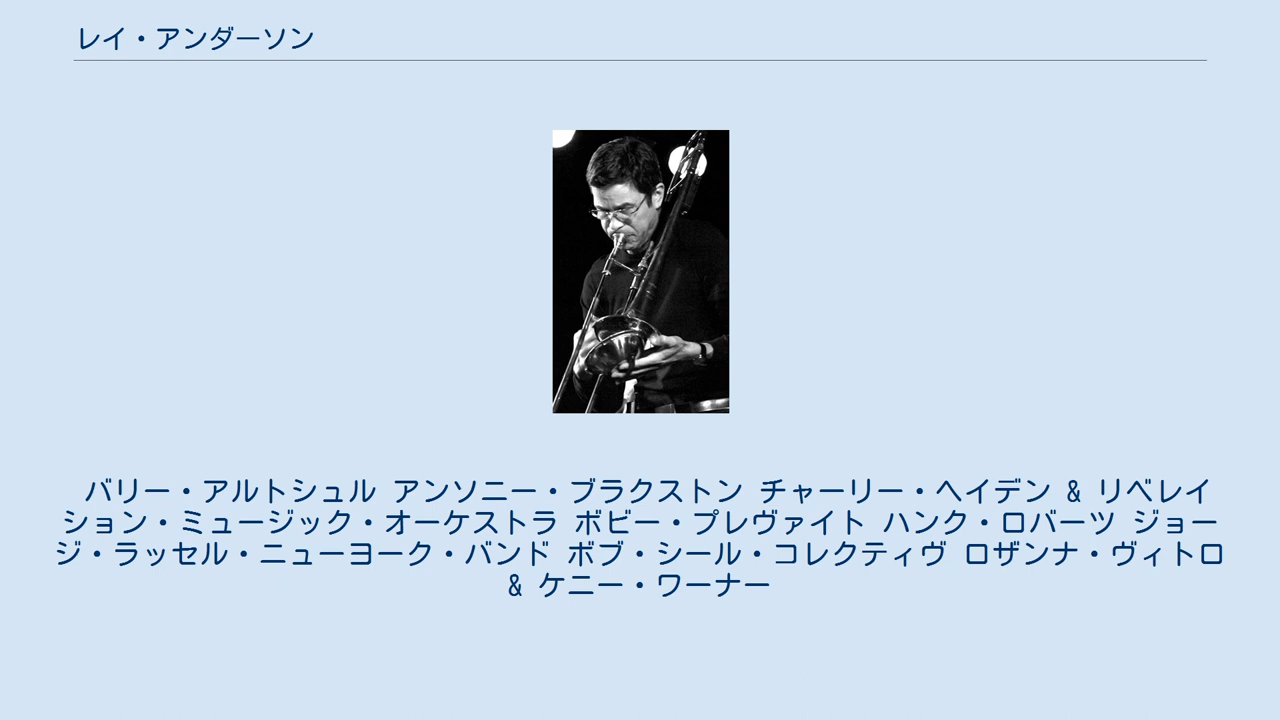 レイ・アンダーソン
バリー・アルトシュル アンソニー・ブラクストン チャーリー・ヘイデン & リベレイ
ション・ミュージック・オーケストラ ボビー・プレヴァイト ハンク・ロバーツ ジョー
ジ・ラッセル・ニューヨーク・バンド ボブ・シール・コレクティヴ ロザンナ・ヴィトロ
& ケニー・ワーナー